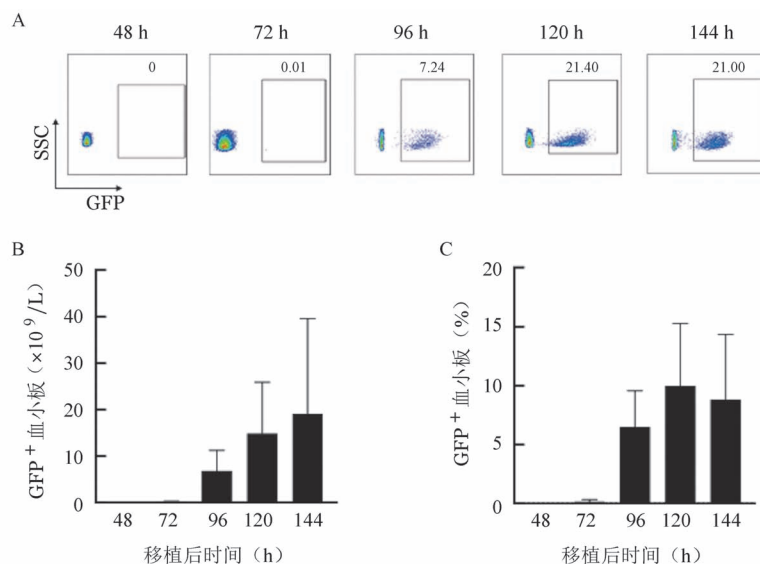 A
48 h 72 h 96 h 120 h 144 h
0 0.01 7.24 21.40 21.00
SSC
GFP
B
GFP⁺血小板（×10⁹/L）
50
40
30
20
10
0
48 72 96 120 144
移植后时间（h）
C
GFP⁺血小板（%）
20
15
10
5
0
48 72 96 120 144
移植后时间（h）